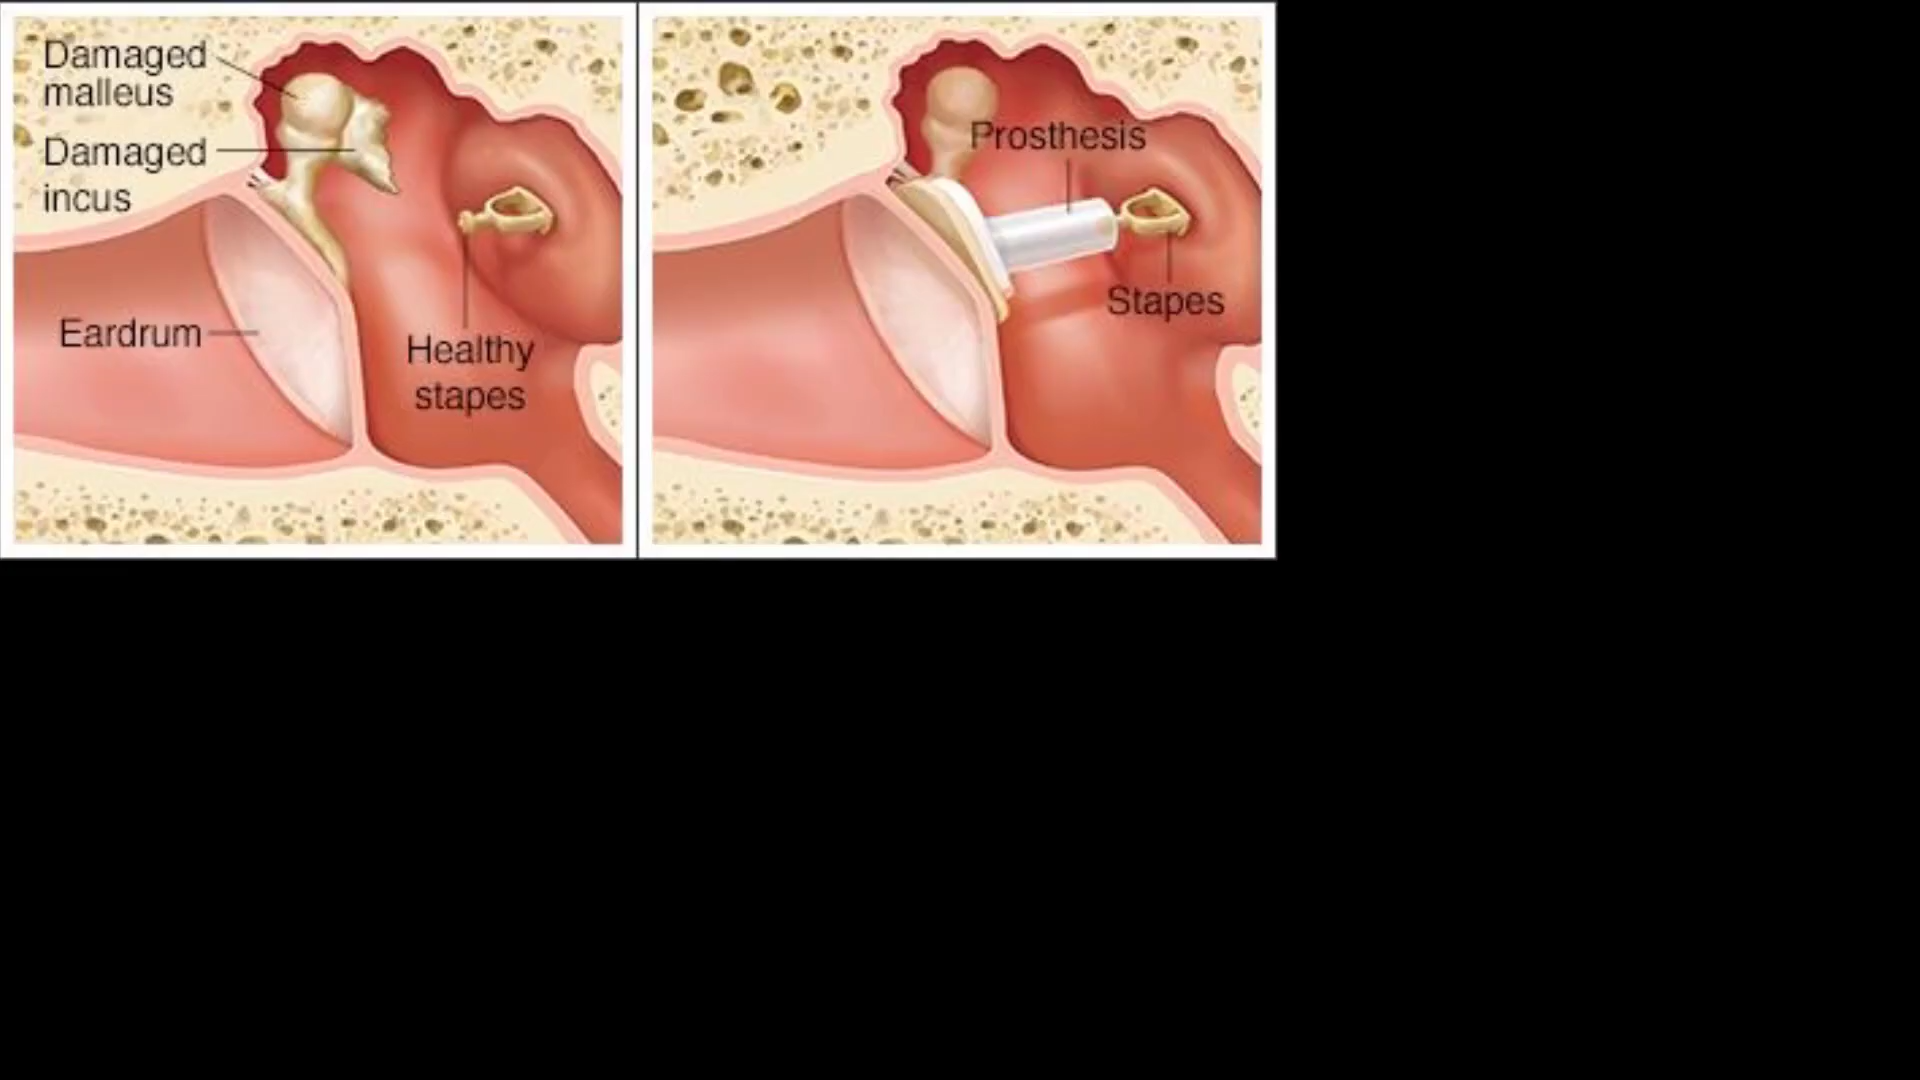 Damaged
malleus
Damaged
incus
Eardrum
Healthy
stapes
Prosthesis
Stapes